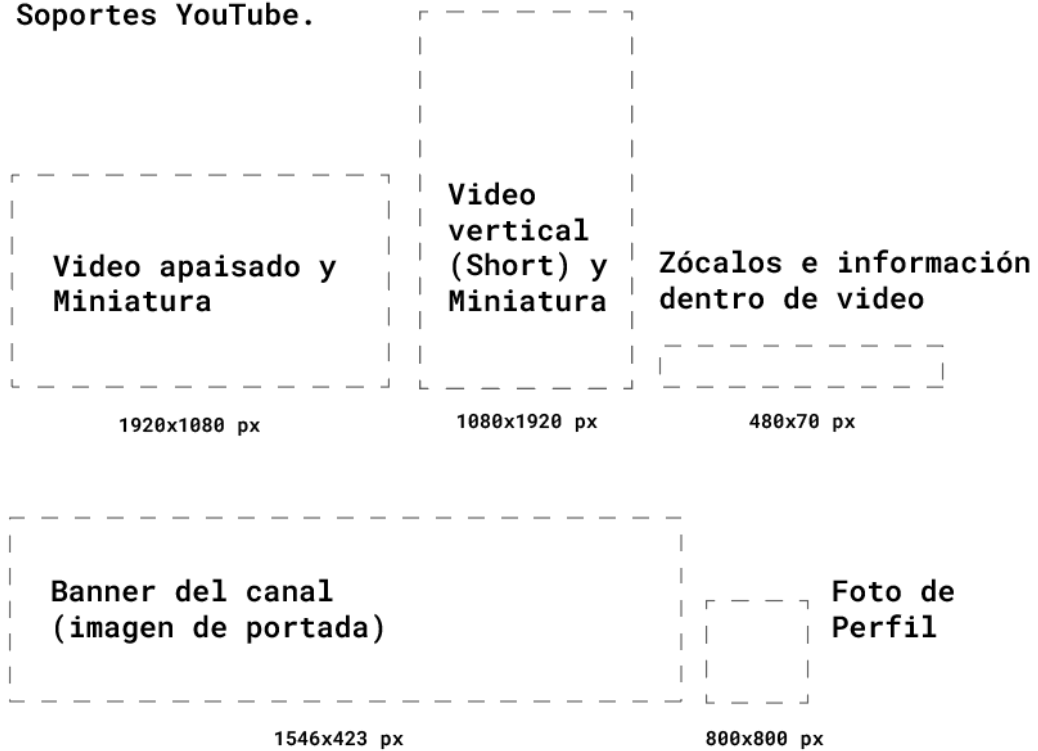 Soportes YouTube.
Video apaisado y
Miniatura
1920x1080 px
Video
vertical
(Short) y
Miniatura
1080x1920 px
Zócalos e información
dentro de video
480x70 px
Banner del canal
(imagen de portada)
1546x423 px
Foto de
Perfil
800x800 px